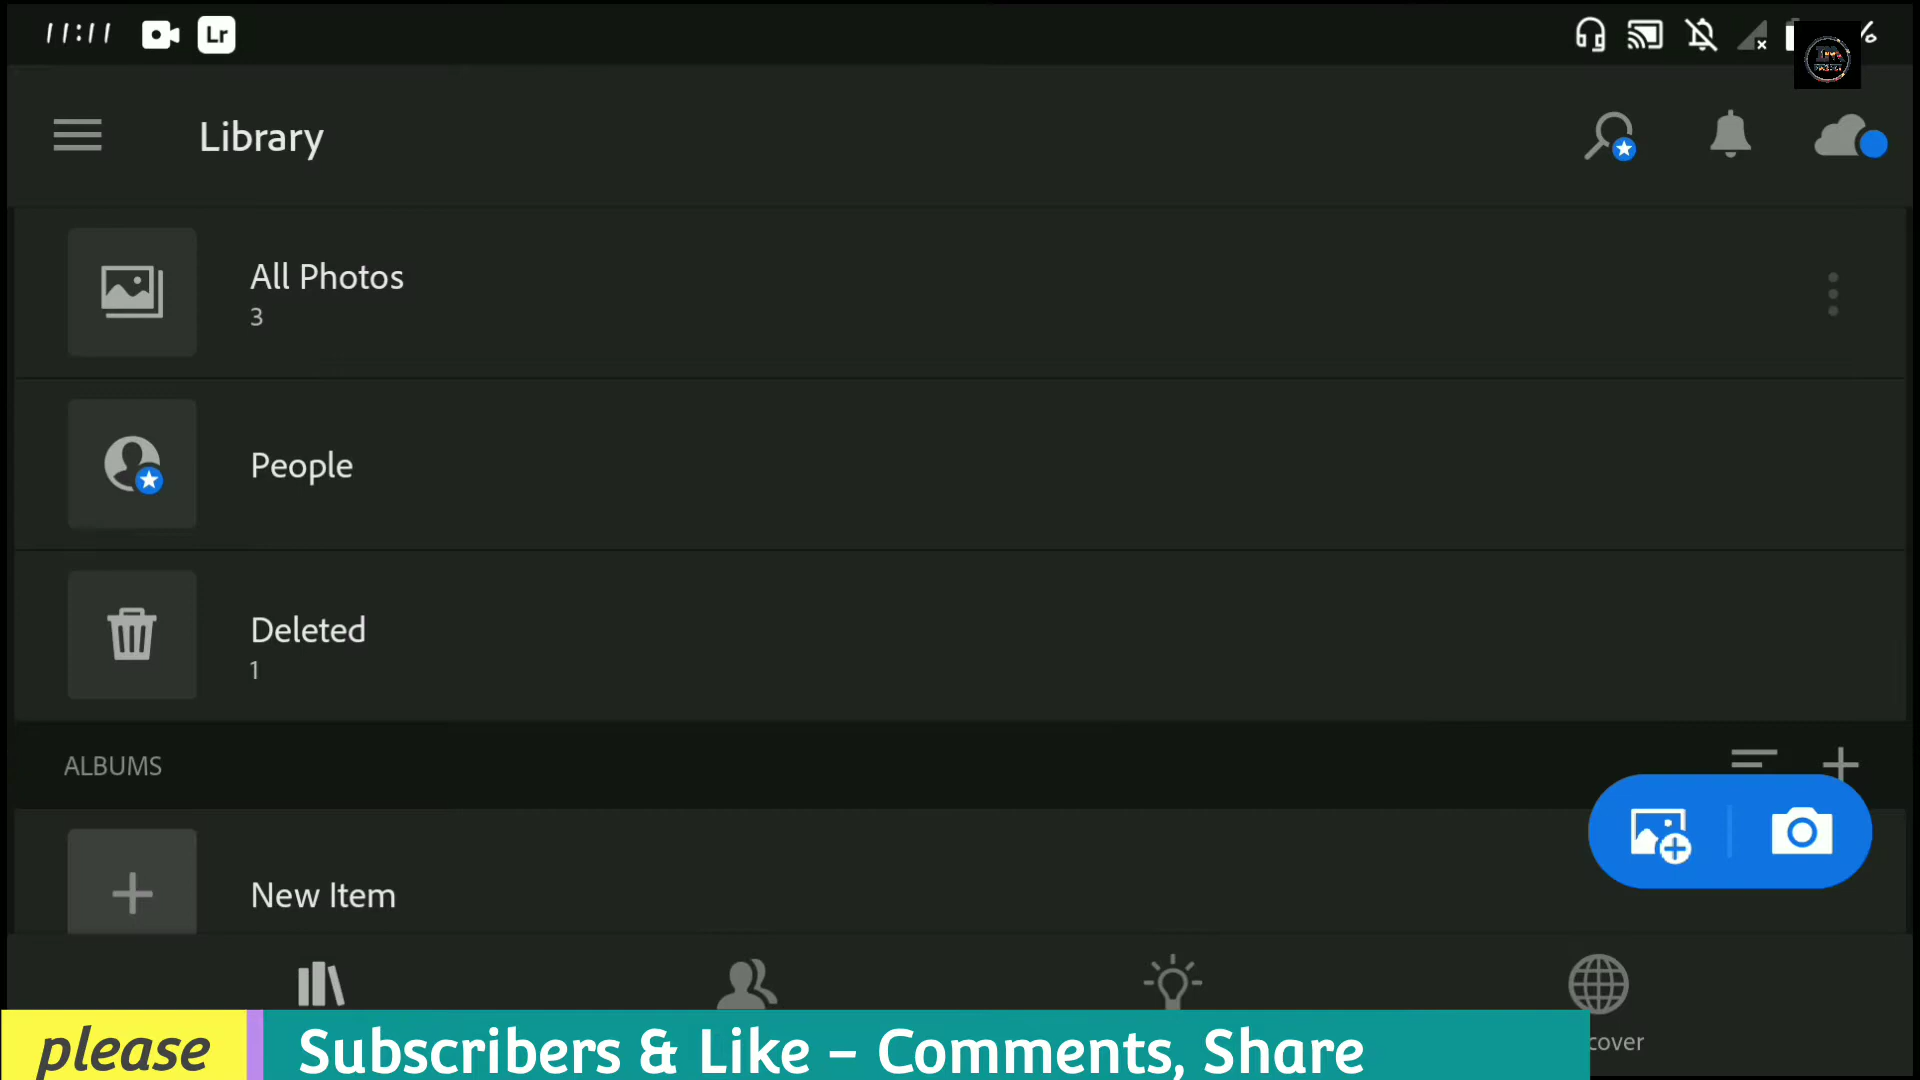 11:11
Lr
Library
All Photos
3
People
Deleted
1
ALBUMS
New Item
cover
please
Subscribers & Like – Comments, Share